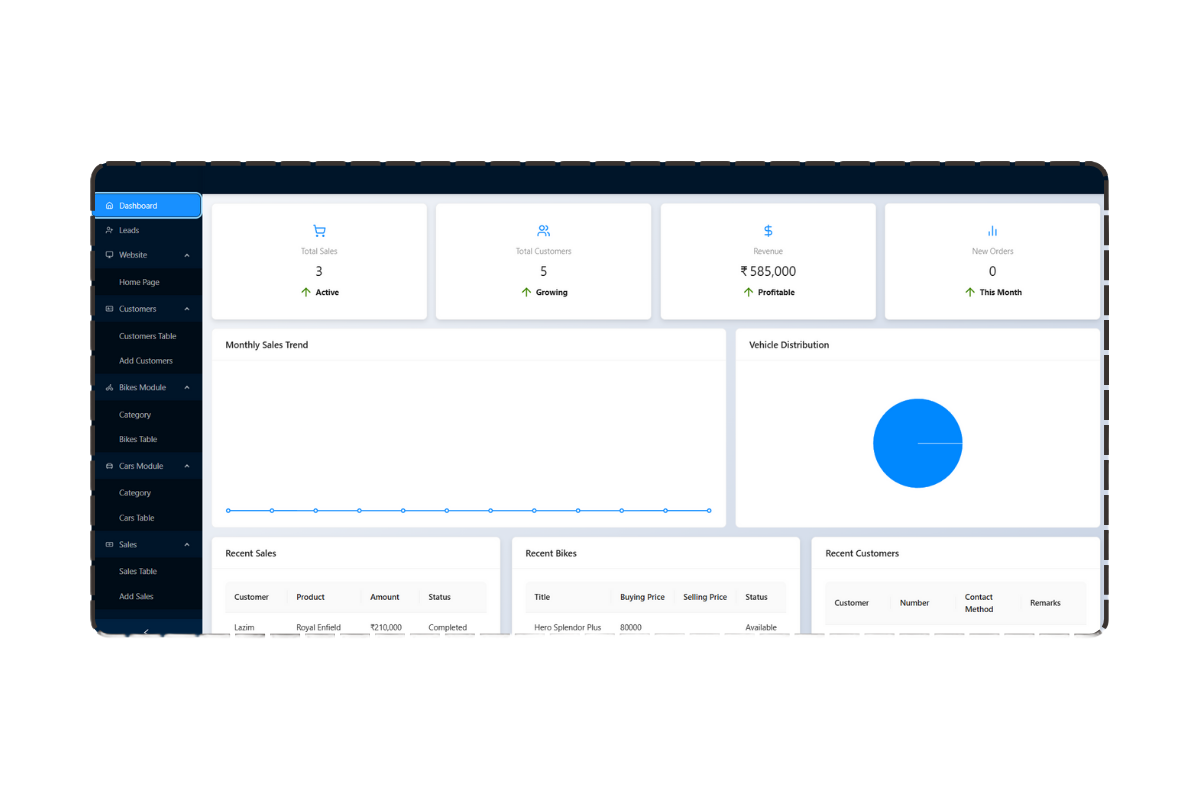 Dashboard
Leads
Website
Home Page
Customers
Customers Table
Add Customers
Bikes Module
Category
Bikes Table
Cars Module
Category
Cars Table
Sales
Sales Table
Add Sales
Total Sales
3
Active
Total Customers
5
Growing
Revenue
₹ 585,000
Profitable
New Orders
0
This Month
Monthly Sales Trend
Vehicle Distribution
Recent Sales
Customer Product Amount Status
Lazim Royal Enfield ₹210,000 Completed
Recent Bikes
Title Buying Price Selling Price Status
Hero Splendor Plus 80000 Available
Recent Customers
Customer Number Contact Method Remarks